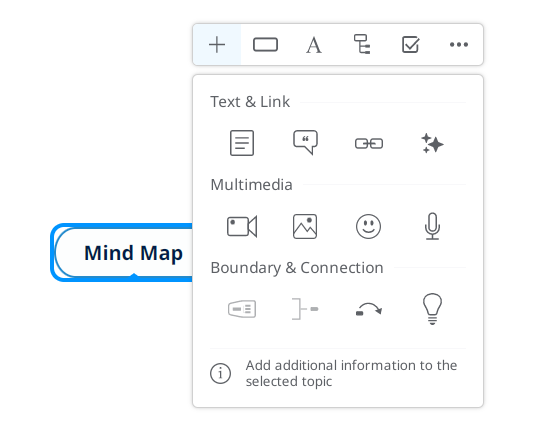 Text & Link
Multimedia
Mind Map
Boundary & Connection
Add additional information to the
selected topic